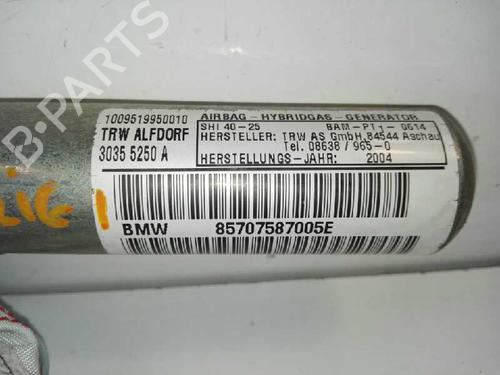 1009519950010
TRW ALFDORF
3035 5250 A
AIRBAG - HYBRIDGAS - GENERATOR
SHI 40-25 BAM-PT1-0614
HERSTELLER: TRW AS GmbH, 84544 Aschau
Tel. 08638 / 965-0
HERSTELLUNGS-JAHR: 2004
BMW 85707587005E
B-PARTS